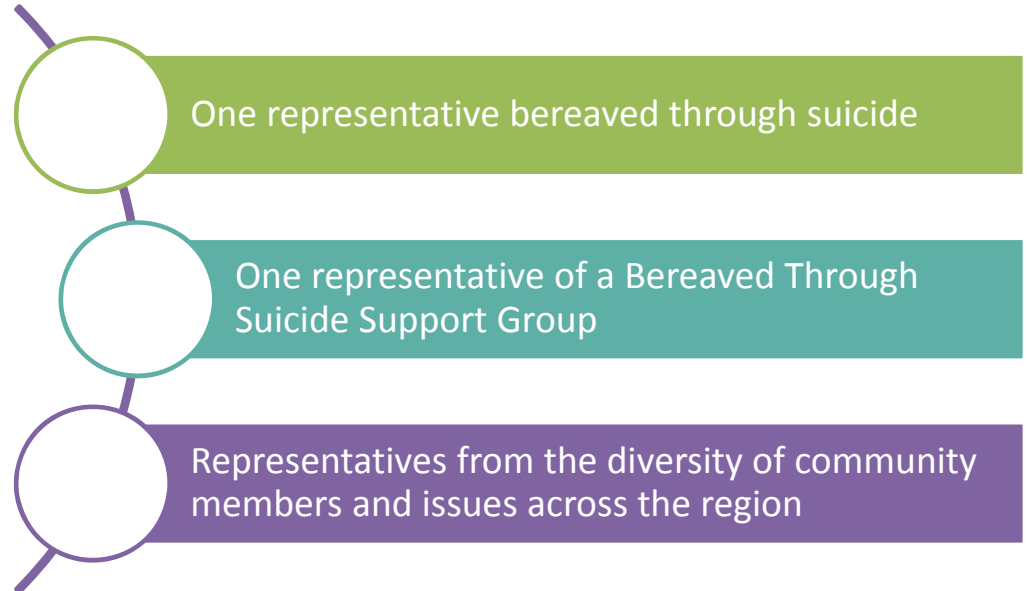 One representative bereaved through suicide
One representative of a Bereaved Through
Suicide Support Group
Representatives from the diversity of community
members and issues across the region